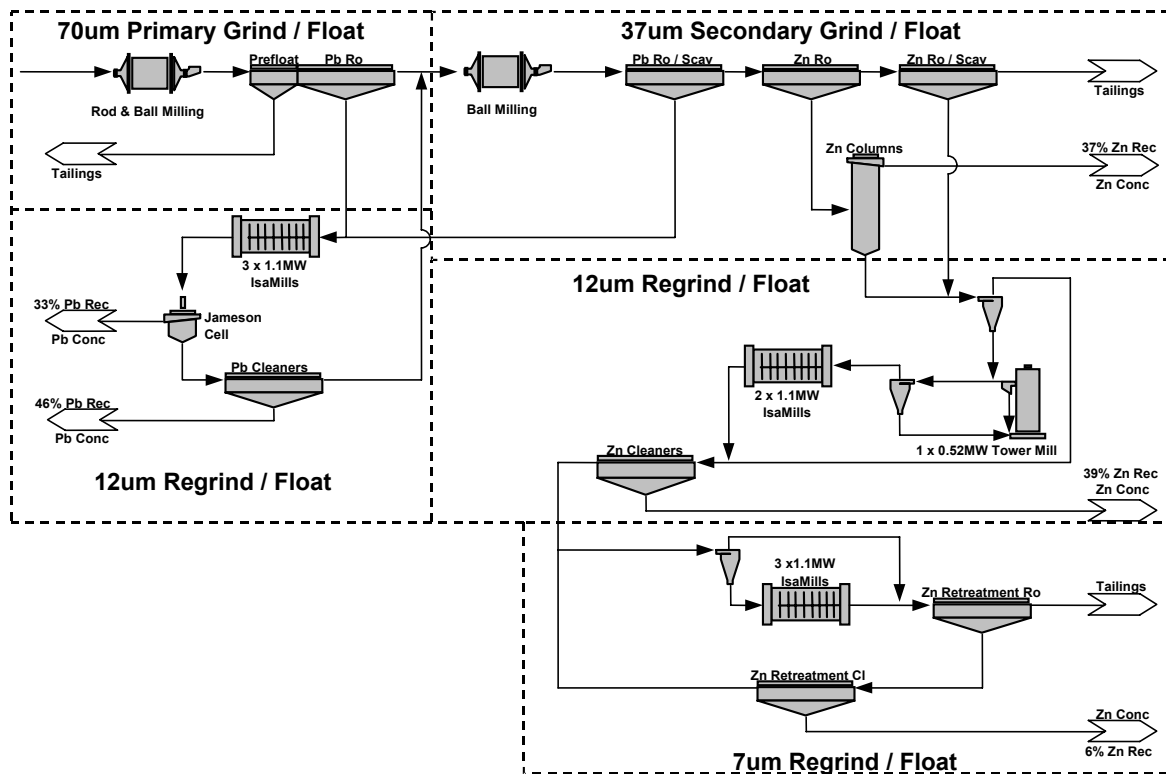 70um Primary Grind / Float
Prefloat
Pb Ro
Rod & Ball Milling
Tailings
37um Secondary Grind / Float
Pb Ro / Scav
Zn Ro
Zn Ro / Scav
Ball Milling
Tailings
Zn Columns
37% Zn Rec
Zn Conc
3 x 1.1MW
IsaMills
33% Pb Rec
Pb Conc
Jameson
Cell
Pb Cleaners
46% Pb Rec
Pb Conc
12um Regrind / Float
12um Regrind / Float
2 x 1.1MW
IsaMills
1 x 0.52MW Tower Mill
Zn Cleaners
39% Zn Rec
Zn Conc
3 x1.1MW
IsaMills
Zn Retreatment Ro
Tailings
Zn Retreatment Cl
Zn Conc
6% Zn Rec
7um Regrind / Float